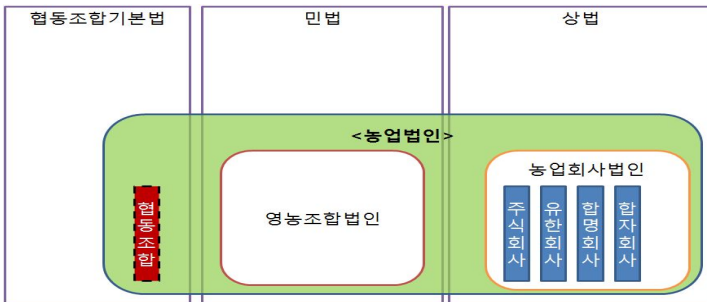 협동조합기본법
민법
상법
<농업법인>
협동조합
영농조합법인
농업회사법인
주식회사
유한회사
합명회사
합자회사